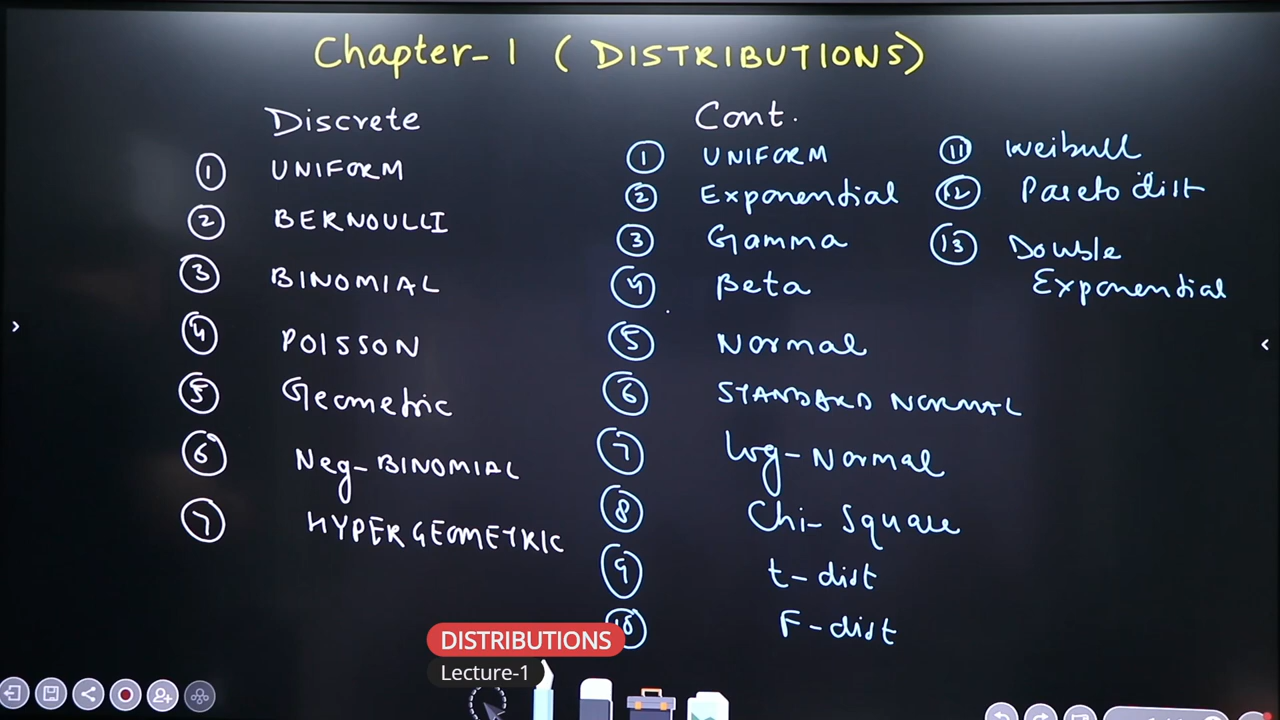 Chapter-1 (DISTRIBUTIONS)
Discrete
① UNIFORM
② BERNOULLI
③ BINOMIAL
④ POISSON
⑤ Geometric
⑥ Neg-BINOMIAL
⑦ HYPERGEOMETRIC
Cont.
① UNIFORM
② Exponential
③ Gamma
④ Beta
⑤ Normal
⑥ STANDARD NORMAL
⑦ Log-Normal
⑧ Chi-Square
⑨ t-dist
⑩ F-dist
⑪ Weibull
⑫ Pareto dist
⑬ Double
Exponential
DISTRIBUTIONS
Lecture-1